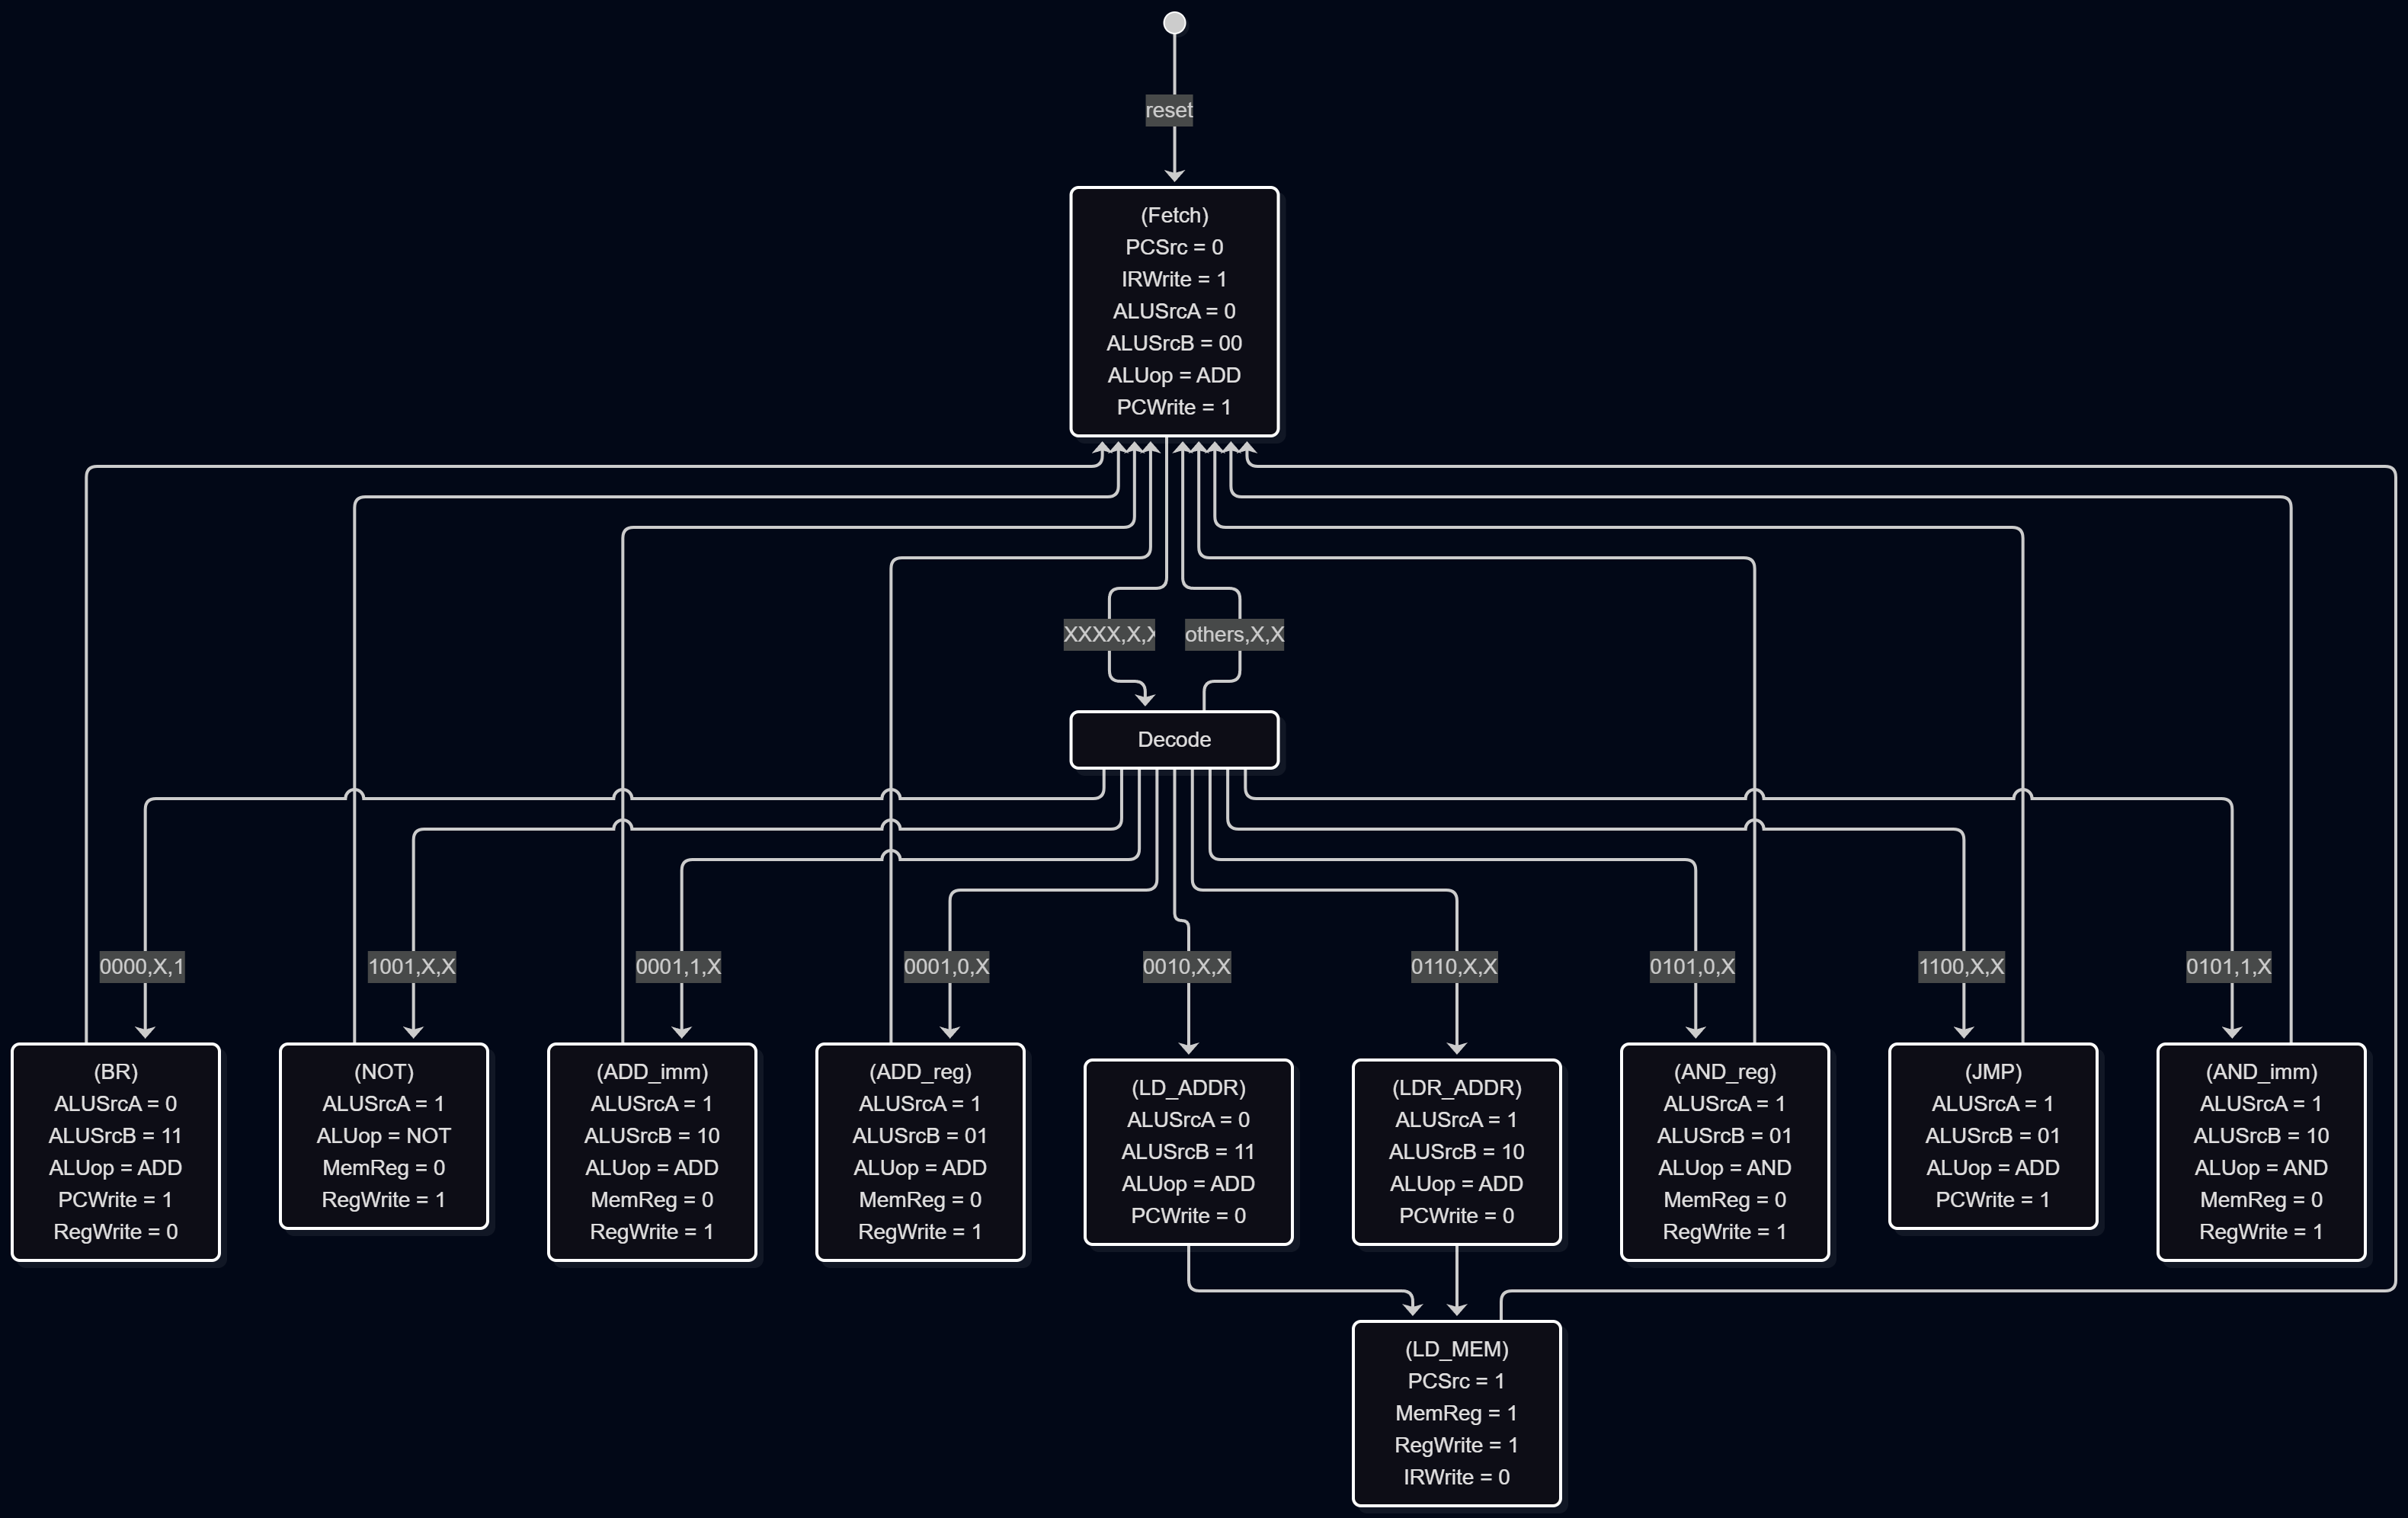 reset
(Fetch)
PCSrc = 0
IRWrite = 1
ALUSrcA = 0
ALUSrcB = 00
ALUop = ADD
PCWrite = 1
XXXX,X,X
others,X,X
Decode
0000,X,1
1001,X,X
0001,1,X
0001,0,X
0010,X,X
0110,X,X
0101,0,X
1100,X,X
0101,1,X
(BR)
ALUSrcA = 0
ALUSrcB = 11
ALUop = ADD
PCWrite = 1
RegWrite = 0
(NOT)
ALUSrcA = 1
ALUop = NOT
MemReg = 0
RegWrite = 1
(ADD_imm)
ALUSrcA = 1
ALUSrcB = 10
ALUop = ADD
MemReg = 0
RegWrite = 1
(ADD_reg)
ALUSrcA = 1
ALUSrcB = 01
ALUop = ADD
MemReg = 0
RegWrite = 1
(LD_ADDR)
ALUSrcA = 0
ALUSrcB = 11
ALUop = ADD
PCWrite = 0
(LDR_ADDR)
ALUSrcA = 1
ALUSrcB = 10
ALUop = ADD
PCWrite = 0
(AND_reg)
ALUSrcA = 1
ALUSrcB = 01
ALUop = AND
MemReg = 0
RegWrite = 1
(JMP)
ALUSrcA = 1
ALUSrcB = 01
ALUop = ADD
PCWrite = 1
(AND_imm)
ALUSrcA = 1
ALUSrcB = 10
ALUop = AND
MemReg = 0
RegWrite = 1
(LD_MEM)
PCSrc = 1
MemReg = 1
RegWrite = 1
IRWrite = 0